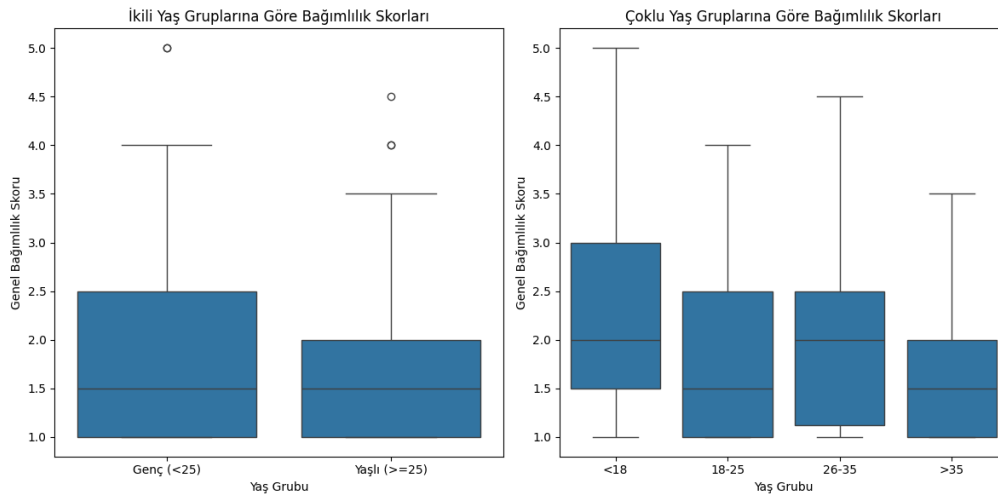 İkili Yaş Gruplarına Göre Bağımlılık Skorları
Genel Bağımlılık Skoru
5.0
4.5
4.0
3.5
3.0
2.5
2.0
1.5
1.0
Genç (<25)
Yaşlı (>=25)
Yaş Grubu
Çoklu Yaş Gruplarına Göre Bağımlılık Skorları
Genel Bağımlılık Skoru
5.0
4.5
4.0
3.5
3.0
2.5
2.0
1.5
1.0
<18
18-25
26-35
>35
Yaş Grubu